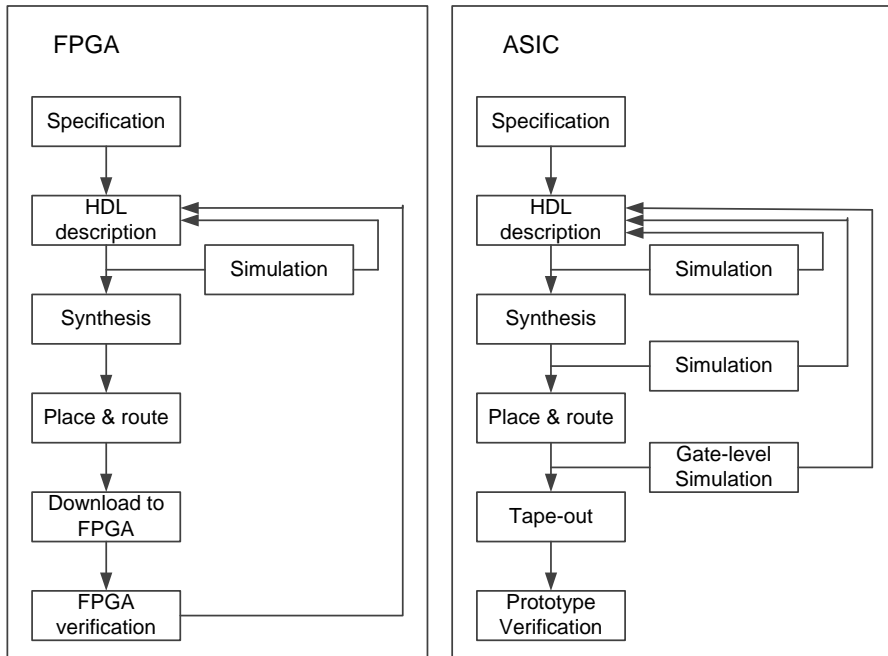 FPGA
Specification
HDL
description
Simulation
Synthesis
Place & route
Download to
FPGA
FPGA
verification
ASIC
Specification
HDL
description
Simulation
Synthesis
Simulation
Place & route
Gate-level
Simulation
Tape-out
Prototype
Verification